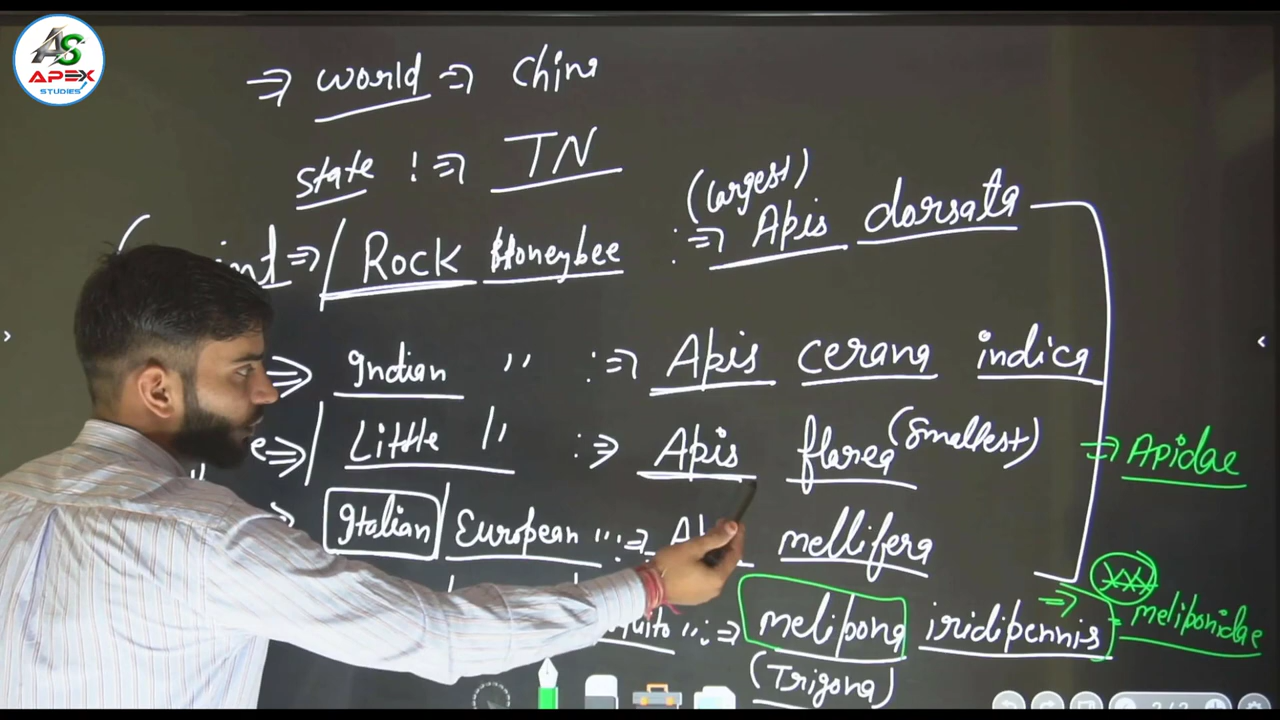 AS
APEX
STUDIES
⇒ World ⇒ China
State :⇒ TN
(Largest)
⇒ / Rock Honeybee :⇒ Apis dorsata
⇒ Indian " :⇒ Apis cerana indica
⇒ | Little " :⇒ Apis florea (Smallest)
⇒ Apidae
Italian / European " :⇒ mellifera
" :⇒ melipona iridipennis ⇒ meliponidae
(Trigona)